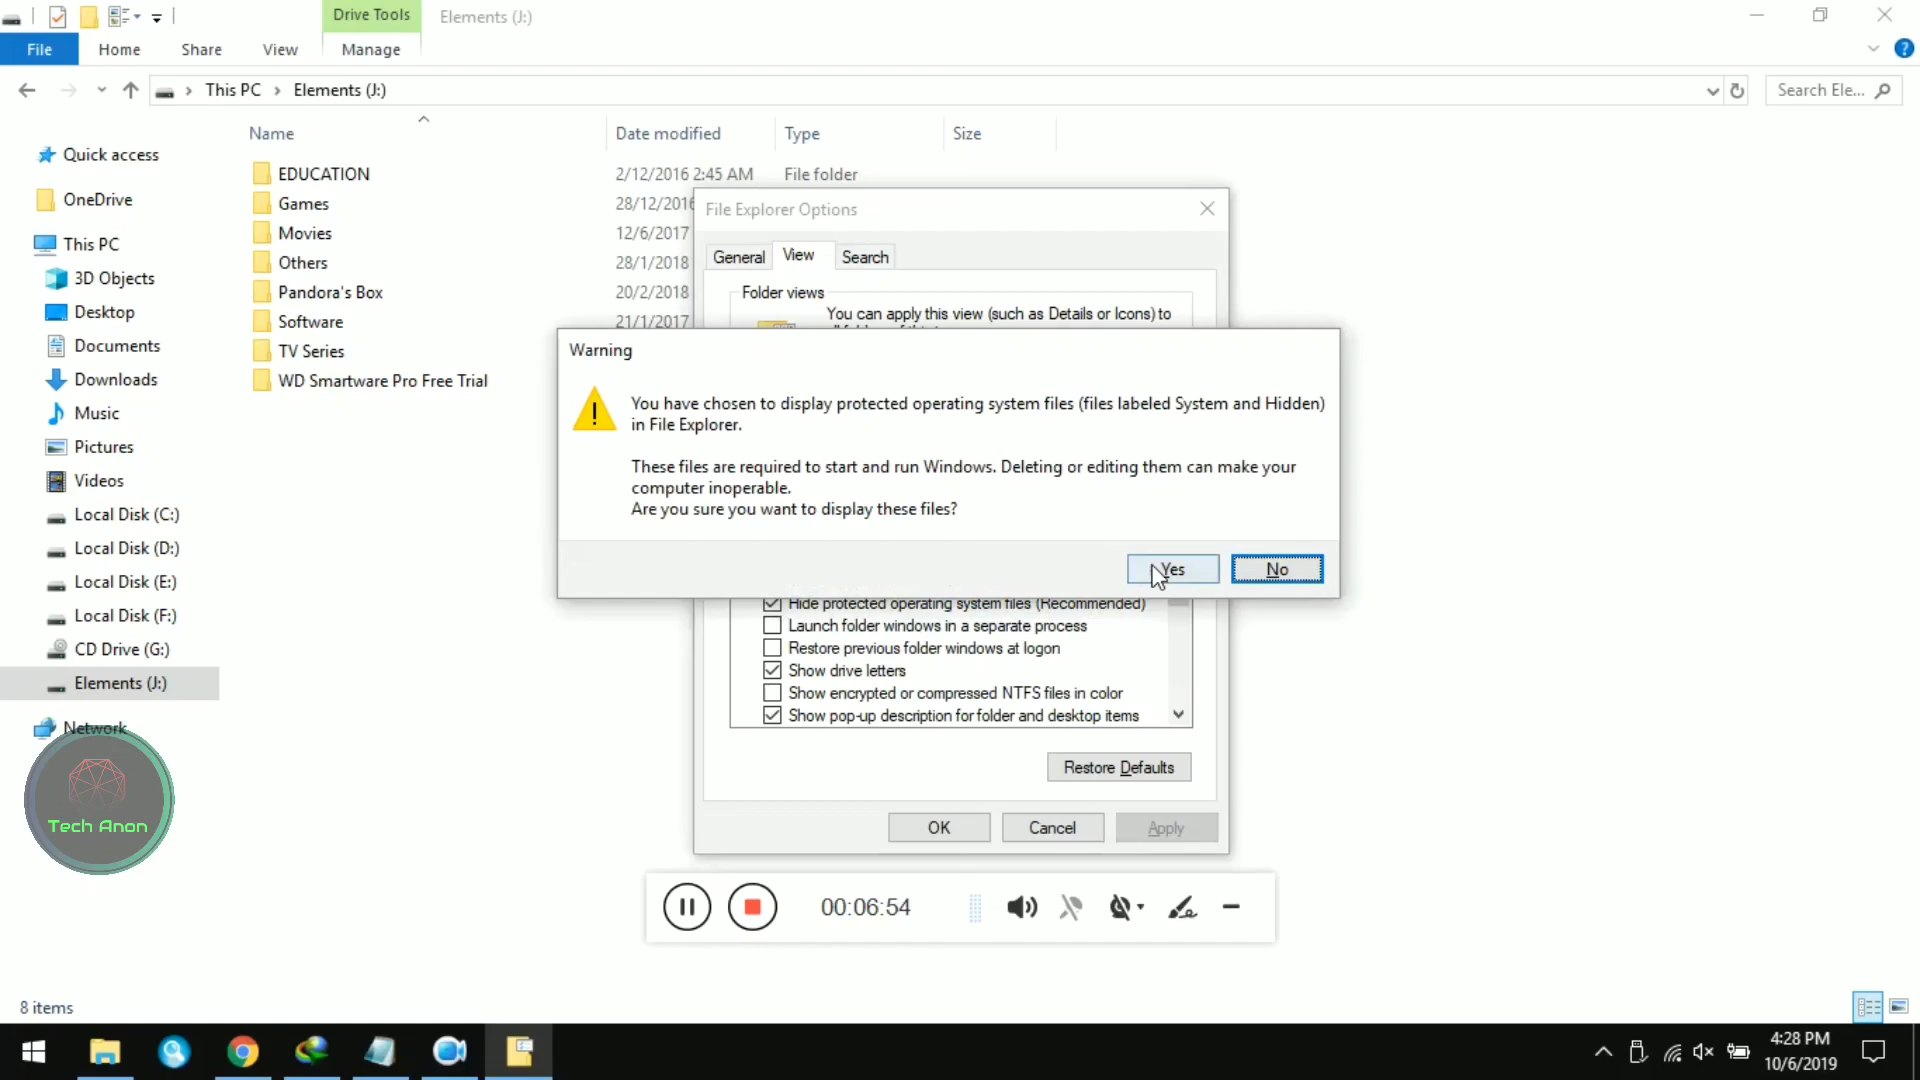 Drive Tools
Elements (J:)
File
Home
Share
View
Manage
This PC
Elements (J:)
Search Ele...
Name
Date modified
Type
Size
Quick access
OneDrive
This PC
3D Objects
Desktop
Documents
Downloads
Music
Pictures
Videos
Local Disk (C:)
Local Disk (D:)
Local Disk (E:)
Local Disk (F:)
CD Drive (G:)
Elements (J:)
Network
EDUCATION
2/12/2016 2:45 AM
File folder
Games
28/12/2016
Movies
12/6/2017
Others
28/1/2018
Pandora's Box
20/2/2018
Software
21/1/2017
TV Series
WD Smartware Pro Free Trial
File Explorer Options
General
View
Search
Folder views
You can apply this view (such as Details or Icons) to
Warning
You have chosen to display protected operating system files (files labeled System and Hidden)
in File Explorer.
These files are required to start and run Windows. Deleting or editing them can make your
computer inoperable.
Are you sure you want to display these files?
Yes
No
Hide protected operating system files (Recommended)
Launch folder windows in a separate process
Restore previous folder windows at logon
Show drive letters
Show encrypted or compressed NTFS files in color
Show pop-up description for folder and desktop items
Restore Defaults
OK
Cancel
Apply
Tech Anon
00:06:54
8 items
4:28 PM
10/6/2019